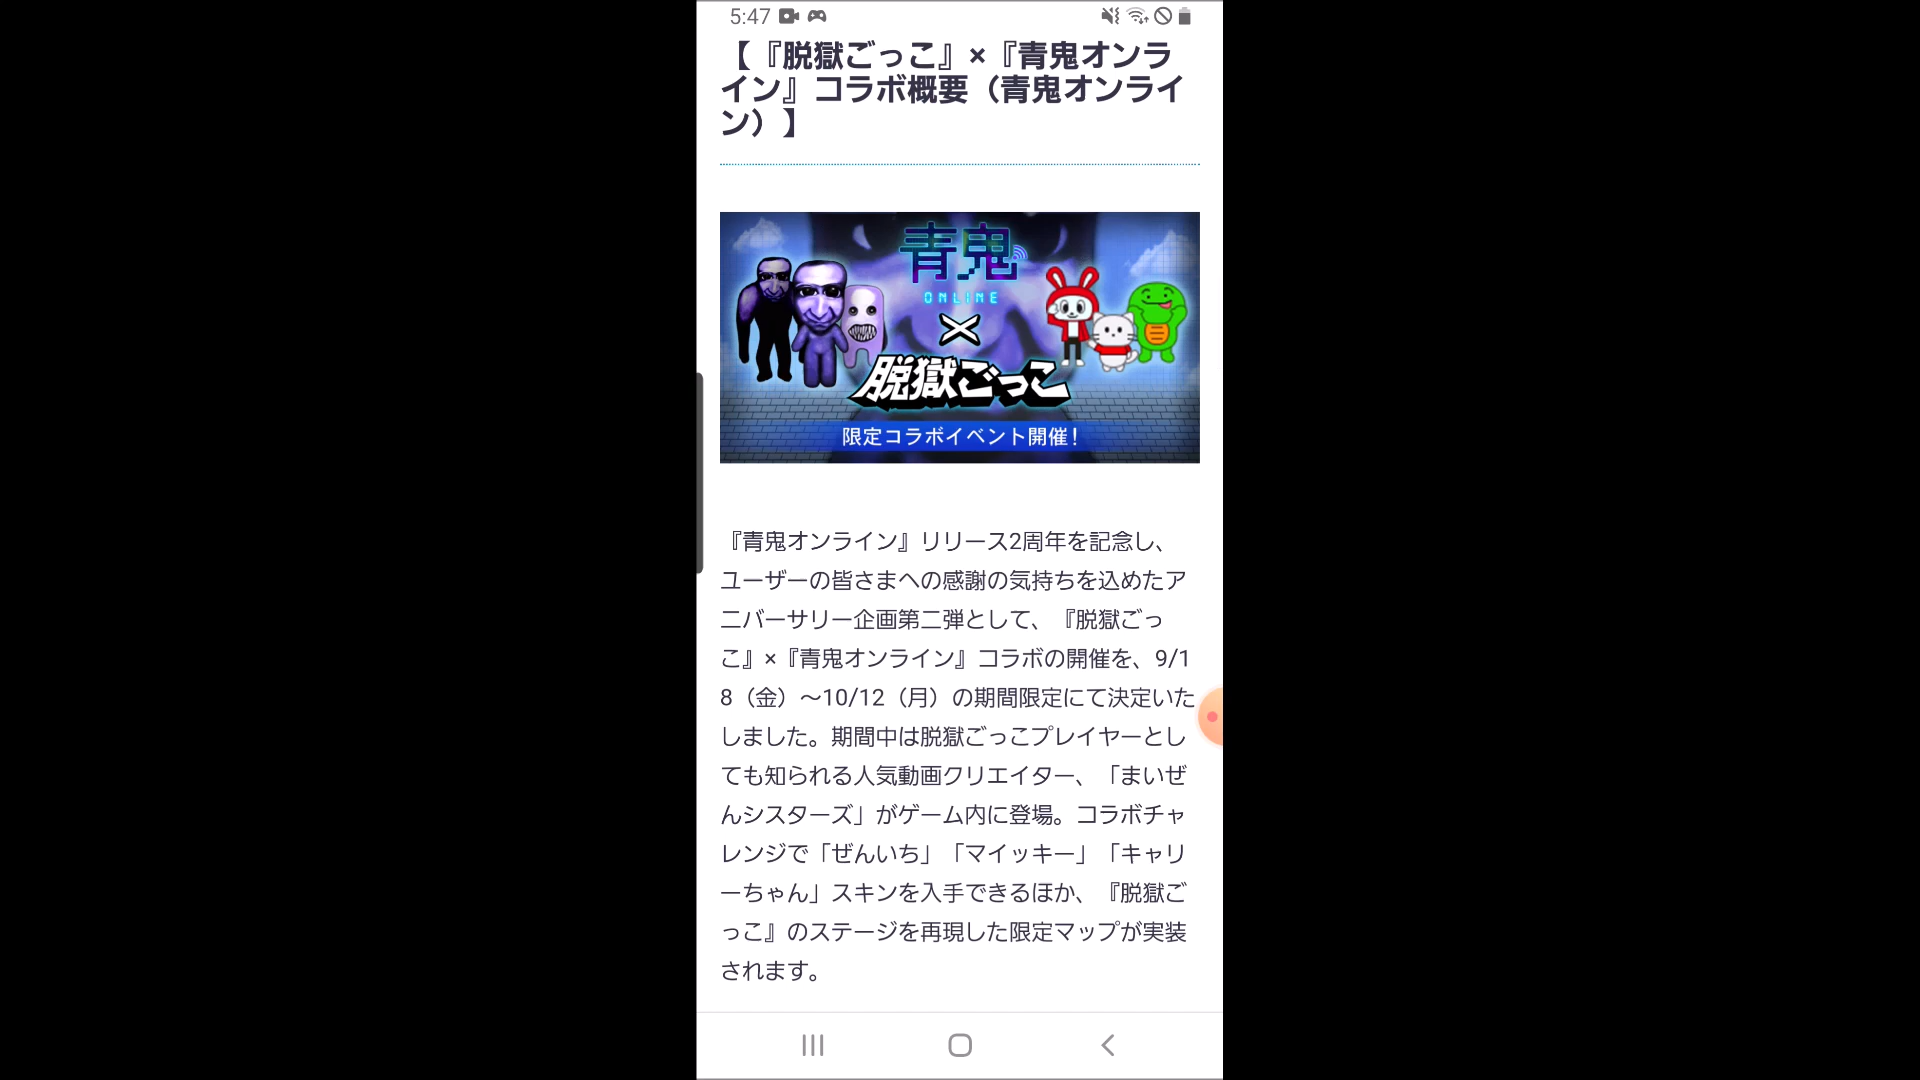 5:47
【『脱獄ごっこ』×『青鬼オンラ
イン』コラボ概要（青鬼オンライ
ン）】
青鬼
ONLINE
×
脱獄ごっこ
限定コラボイベント開催！
『青鬼オンライン』リリース2周年を記念し、
ユーザーの皆さまへの感謝の気持ちを込めたア
ニバーサリー企画第二弾として、『脱獄ごっ
こ』×『青鬼オンライン』コラボの開催を、9/1
8（金）〜10/12（月）の期間限定にて決定いた
しました。期間中は脱獄ごっこプレイヤーとし
ても知られる人気動画クリエイター、「まいぜ
んシスターズ」がゲーム内に登場。コラボチャ
レンジで「ぜんいち」「マイッキー」「キャリ
ーちゃん」スキンを入手できるほか、『脱獄ご
っこ』のステージを再現した限定マップが実装
されます。